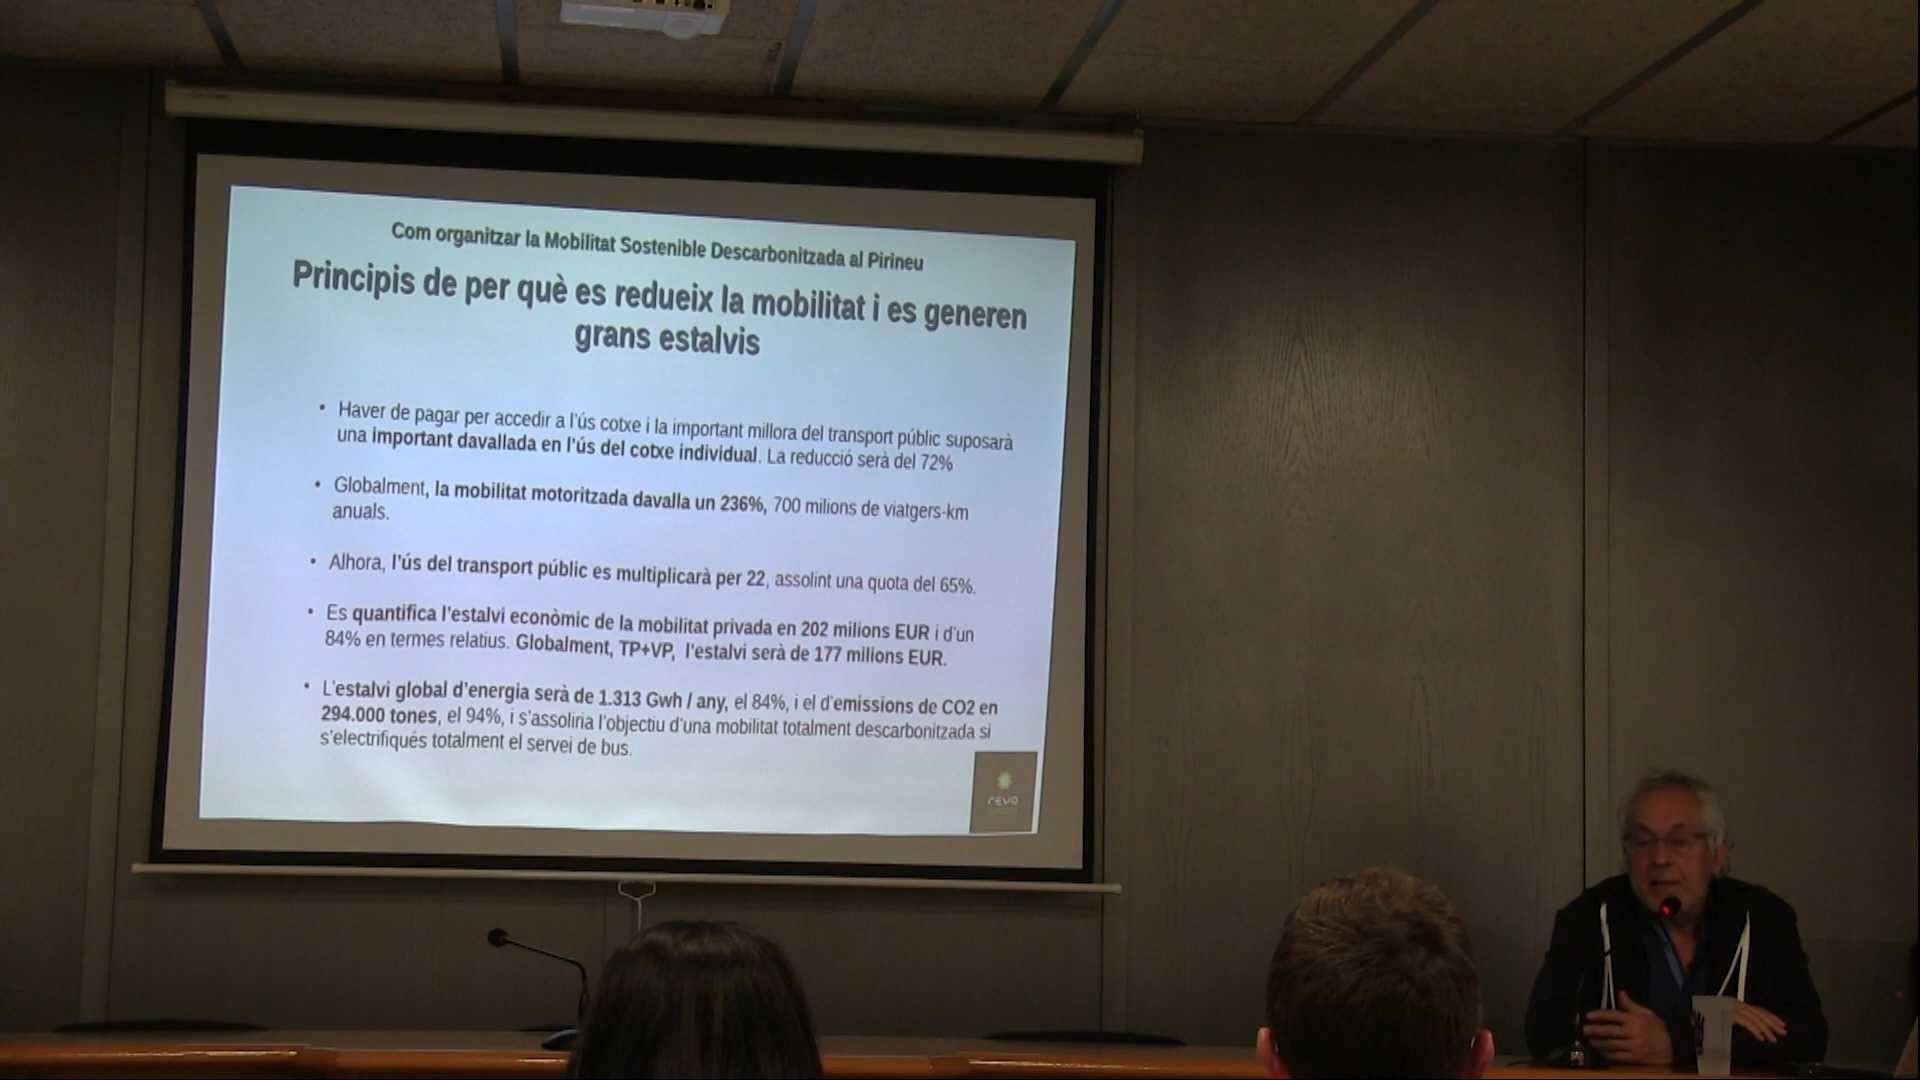 Com organitzar la Mobilitat Sostenible Descarbonitzada al Pirineu
Principis de per què es redueix la mobilitat i es generen
grans estalvis
• Haver de pagar per accedir a l'ús cotxe i la important millora del transport públic suposarà
una important davallada en l'ús del cotxe individual. La reducció serà del 72%
• Globalment, la mobilitat motoritzada davalla un 236%, 700 milions de viatgers-km
anuals.
• Alhora, l'ús del transport públic es multiplicarà per 22, assolint una quota del 65%.
• Es quantifica l'estalvi econòmic de la mobilitat privada en 202 milions EUR i d'un
84% en termes relatius. Globalment, TP+VP, l'estalvi serà de 177 milions EUR.
• L'estalvi global d'energia serà de 1.313 Gwh / any, el 84%, i el d'emissions de CO2 en
294.000 tones, el 94%, i s'assoliria l'objectiu d'una mobilitat totalment descarbonitzada si
s'electrifiqués totalment el servei de bus.
revo